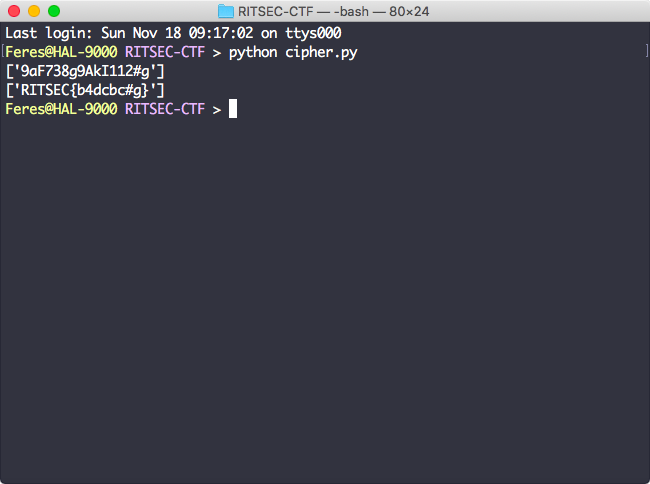 RITSEC-CTF — -bash — 80×24
Last login: Sun Nov 18 09:17:02 on ttys000
[Feres@HAL-9000 RITSEC-CTF > python cipher.py ]
['9aF738g9AkI112#g']
['RITSEC{b4dcbc#g}']
Feres@HAL-9000 RITSEC-CTF >